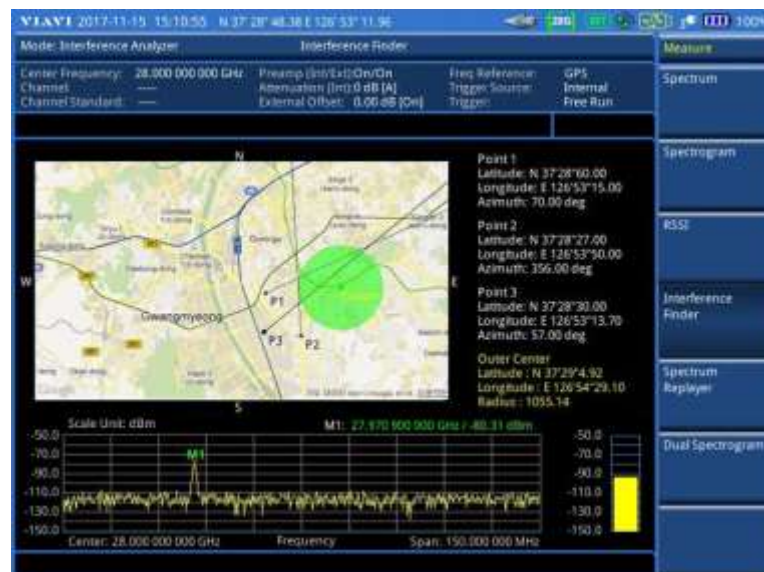 VIAVI 2017-11-15 15:10:55 N 37° 28' 48.38 E 126° 53' 11.96
100%
Mode: Interference Analyzer
Interference Finder
Measure
Center Frequency: 28.000 000 000 GHz
Channel: ----
Channel Standard: ----
Preamp (Int/Ext):On/On
Attenuation (Int):0 dB [A]
External Offset: 0.00 dB [On]
Freq Reference: GPS
Trigger Source: Internal
Trigger: Free Run
Spectrum
Spectrogram
RSSI
Interference Finder
Spectrum Replayer
Dual Spectrogram
N
W
E
S
Gwangmyeong
P1
P3
P2
Point 1
Latitude: N 37'28"60.00
Longitude: E 126'53"15.00
Azimuth: 70.00 deg
Point 2
Latitude: N 37'28"27.00
Longitude: E 126'53"50.00
Azimuth: 356.00 deg
Point 3
Latitude: N 37'28"30.00
Longitude: E 126'53"13.70
Azimuth: 57.00 deg
Outer Center
Latitude : N 37'29"4.92
Longitude : E 126'54"29.10
Radius : 1055.14
Scale Unit: dBm
M1: 27.970 900 000 GHz / -80.31 dBm
-50.0
-70.0
-90.0
-110.0
-130.0
-150.0
M1
-50.0
-70.0
-90.0
-110.0
-130.0
-150.0
Center: 28.000 000 000 GHz
Frequency
Span: 150.000 000 MHz